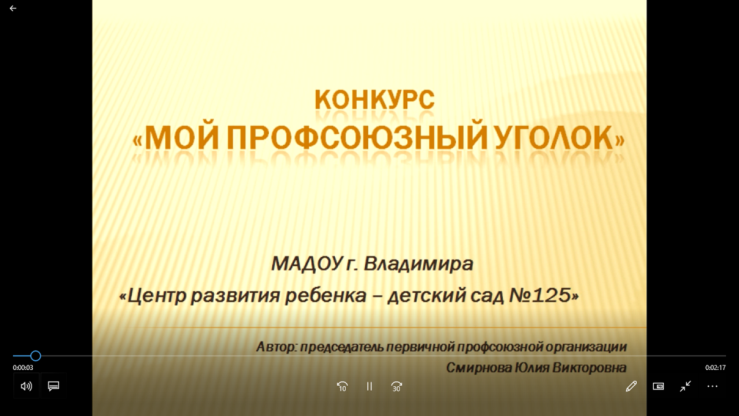 КОНКУРС
«МОЙ ПРОФСОЮЗНЫЙ УГОЛОК»
МАДОУ г. Владимира
«Центр развития ребенка – детский сад №125»
Автор: председатель первичной профсоюзной организации
Смирнова Юлия Викторовна
0:00:03
0:02:17
10
30